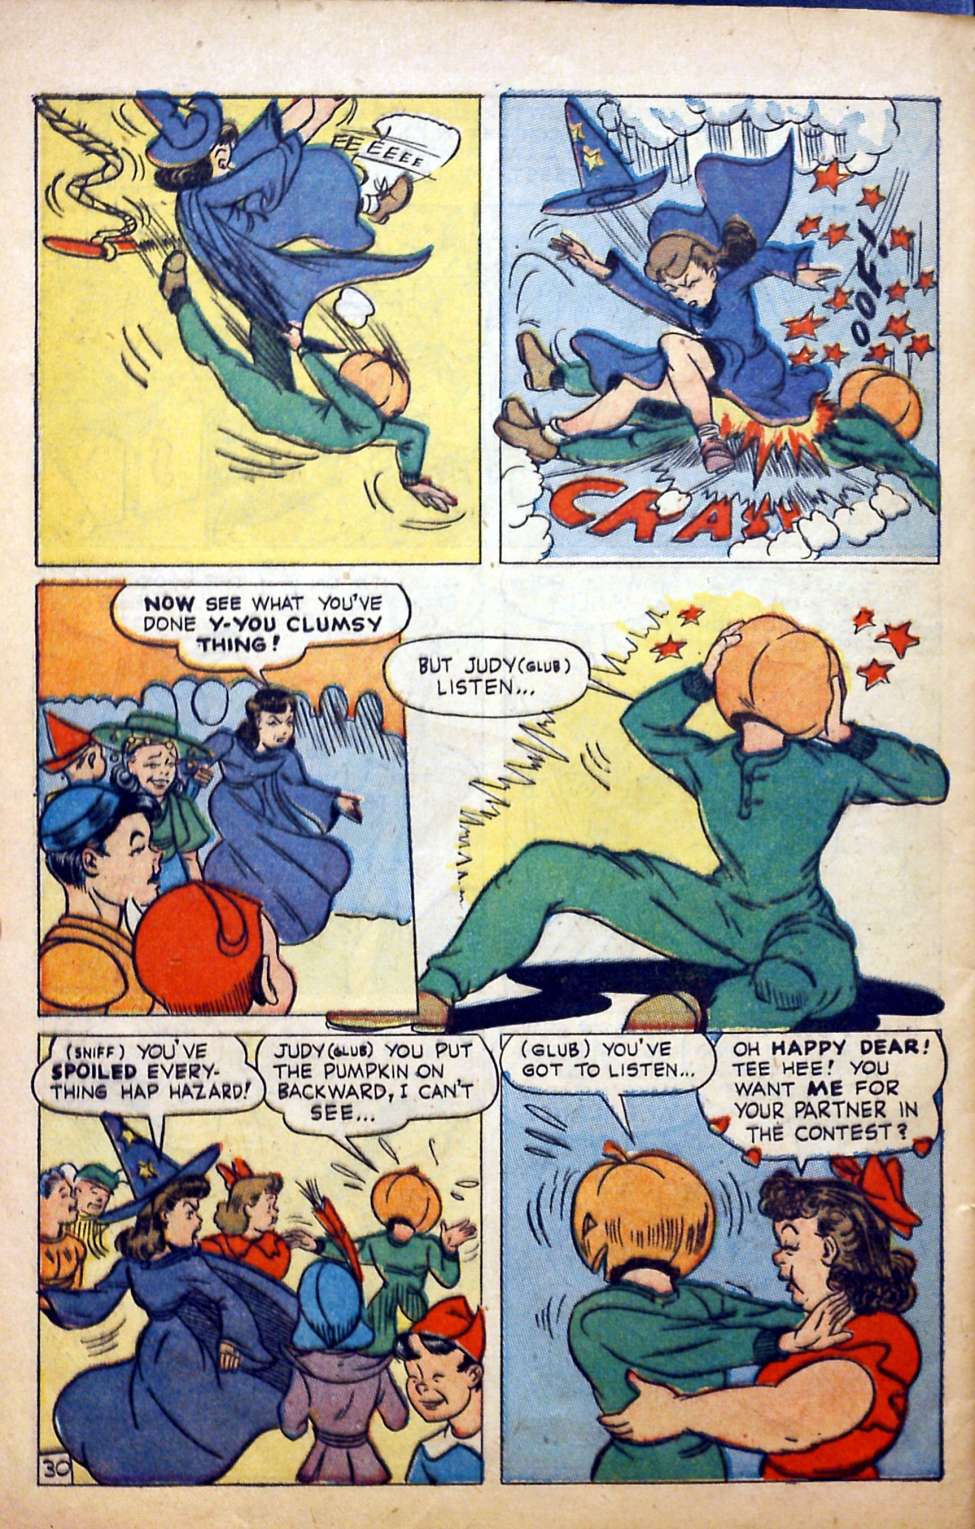 EEEEEEE
OOF!
CRASH
NOW SEE WHAT YOU'VE
DONE Y-YOU CLUMSY
THING!
BUT JUDY (GLUB)
LISTEN...
(SNIFF) YOU'VE
SPOILED EVERY-
THING HAP HAZARD!
JUDY (GLUB) YOU PUT
THE PUMPKIN ON
BACKWARD, I CAN'T
SEE...
(GLUB) YOU'VE
GOT TO LISTEN...
OH HAPPY DEAR!
TEE HEE! YOU
WANT ME FOR
YOUR PARTNER IN
THE CONTEST?
30